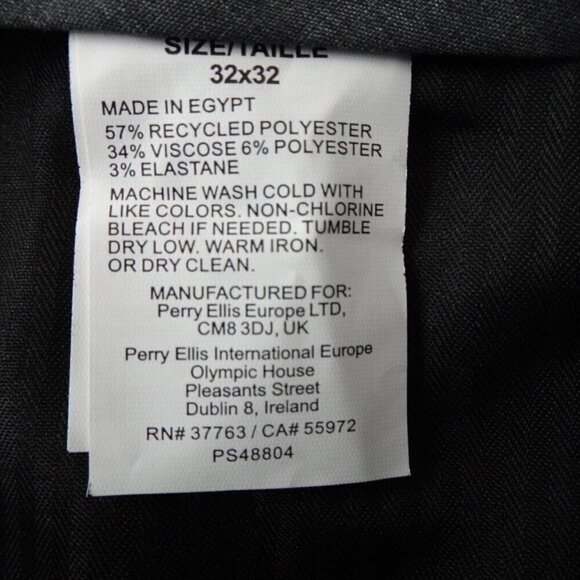 SIZE/TAILLE
32x32
MADE IN EGYPT
57% RECYCLED POLYESTER
34% VISCOSE 6% POLYESTER
3% ELASTANE
MACHINE WASH COLD WITH
LIKE COLORS. NON-CHLORINE
BLEACH IF NEEDED. TUMBLE
DRY LOW. WARM IRON.
OR DRY CLEAN.
MANUFACTURED FOR:
Perry Ellis Europe LTD,
CM8 3DJ, UK
Perry Ellis International Europe
Olympic House
Pleasants Street
Dublin 8, Ireland
RN# 37763 / CA# 55972
PS48804